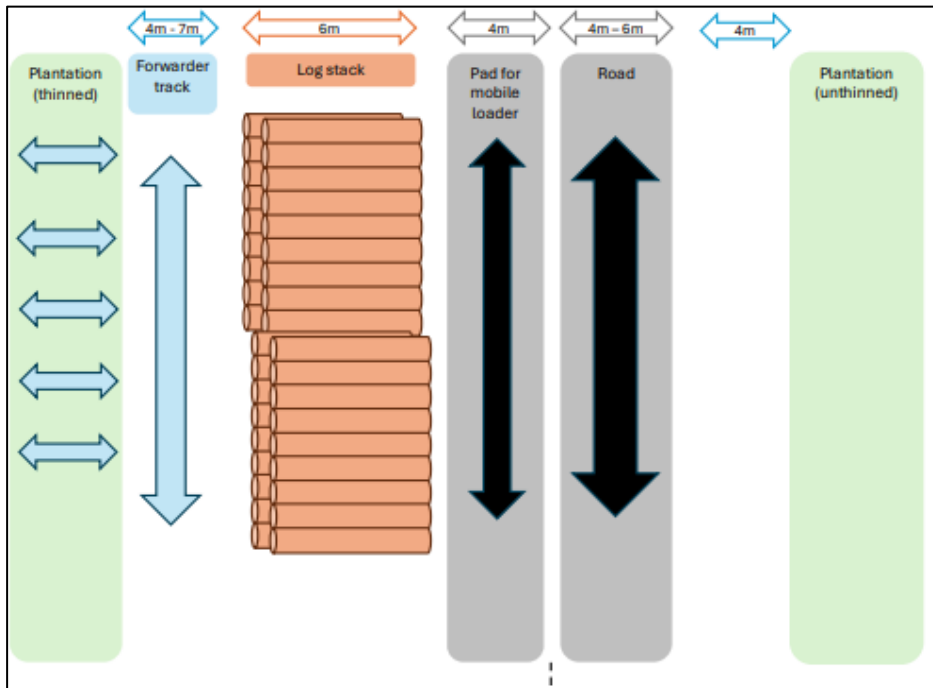 4m - 7m
6m
4m
4m – 6m
4m
Plantation
(thinned)
Forwarder
track
Log stack
Pad for
mobile
loader
Road
Plantation
(unthinned)